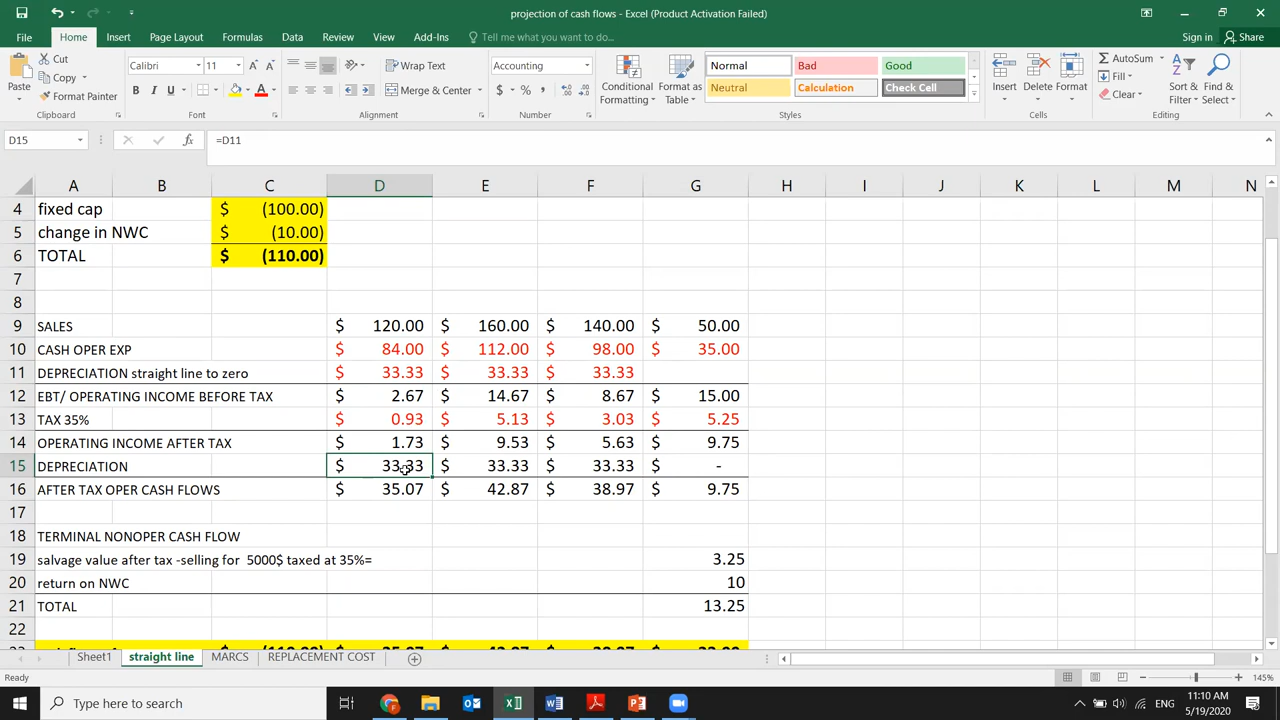 projection of cash flows - Excel (Product Activation Failed)
File Home Insert Page Layout Formulas Data Review View Add-Ins Tell me what you want to do... Sign in Share
Paste Cut Copy Format Painter Clipboard
Calibri 11 B I U A Font
Wrap Text Merge & Center Alignment
Accounting $ % , Number
Conditional Formatting Format as Table Normal Bad Good Neutral Calculation Check Cell Styles
Insert Delete Format Cells
AutoSum Fill Clear Sort & Filter Find & Select Editing
D15 fx =D11
A B C D E F G H I J K L M N
4 fixed cap $ (100.00)
5 change in NWC $ (10.00)
6 TOTAL $ (110.00)
7
8
9 SALES $ 120.00 $ 160.00 $ 140.00 $ 50.00
10 CASH OPER EXP $ 84.00 $ 112.00 $ 98.00 $ 35.00
11 DEPRECIATION straight line to zero $ 33.33 $ 33.33 $ 33.33
12 EBT/ OPERATING INCOME BEFORE TAX $ 2.67 $ 14.67 $ 8.67 $ 15.00
13 TAX 35% $ 0.93 $ 5.13 $ 3.03 $ 5.25
14 OPERATING INCOME AFTER TAX $ 1.73 $ 9.53 $ 5.63 $ 9.75
15 DEPRECIATION $ 33.33 $ 33.33 $ 33.33 $ -
16 AFTER TAX OPER CASH FLOWS $ 35.07 $ 42.87 $ 38.97 $ 9.75
17
18 TERMINAL NONOPER CASH FLOW
19 salvage value after tax -selling for 5000$ taxed at 35%= 3.25
20 return on NWC 10
21 TOTAL 13.25
22
Sheet1 straight line MARCS REPLACEMENT COST
Ready 145%
Type here to search ENG 11:10 AM
5/19/2020